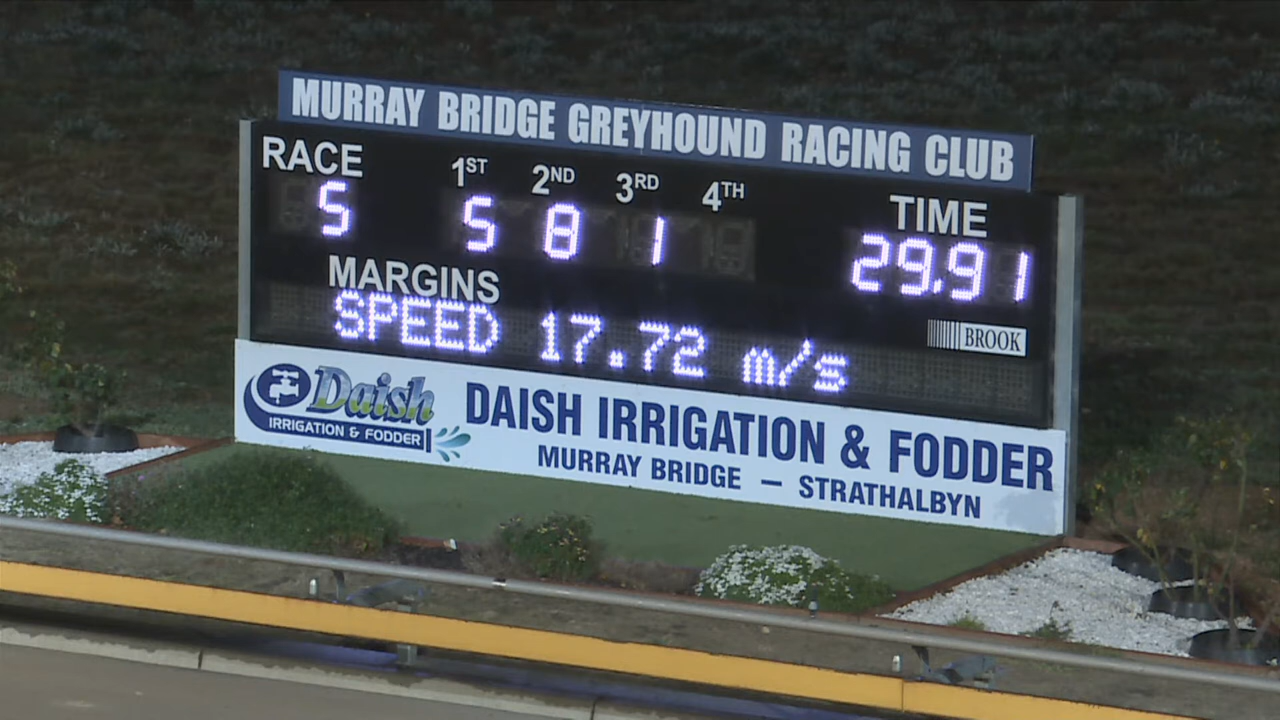 MURRAY BRIDGE GREYHOUND RACING CLUB
RACE 1ST 2ND 3RD 4TH TIME
5 5 8 1 29.91
MARGINS
SPEED 17.72 m/s
BROOK
Daish
IRRIGATION & FODDER
DAISH IRRIGATION & FODDER
MURRAY BRIDGE – STRATHALBYN